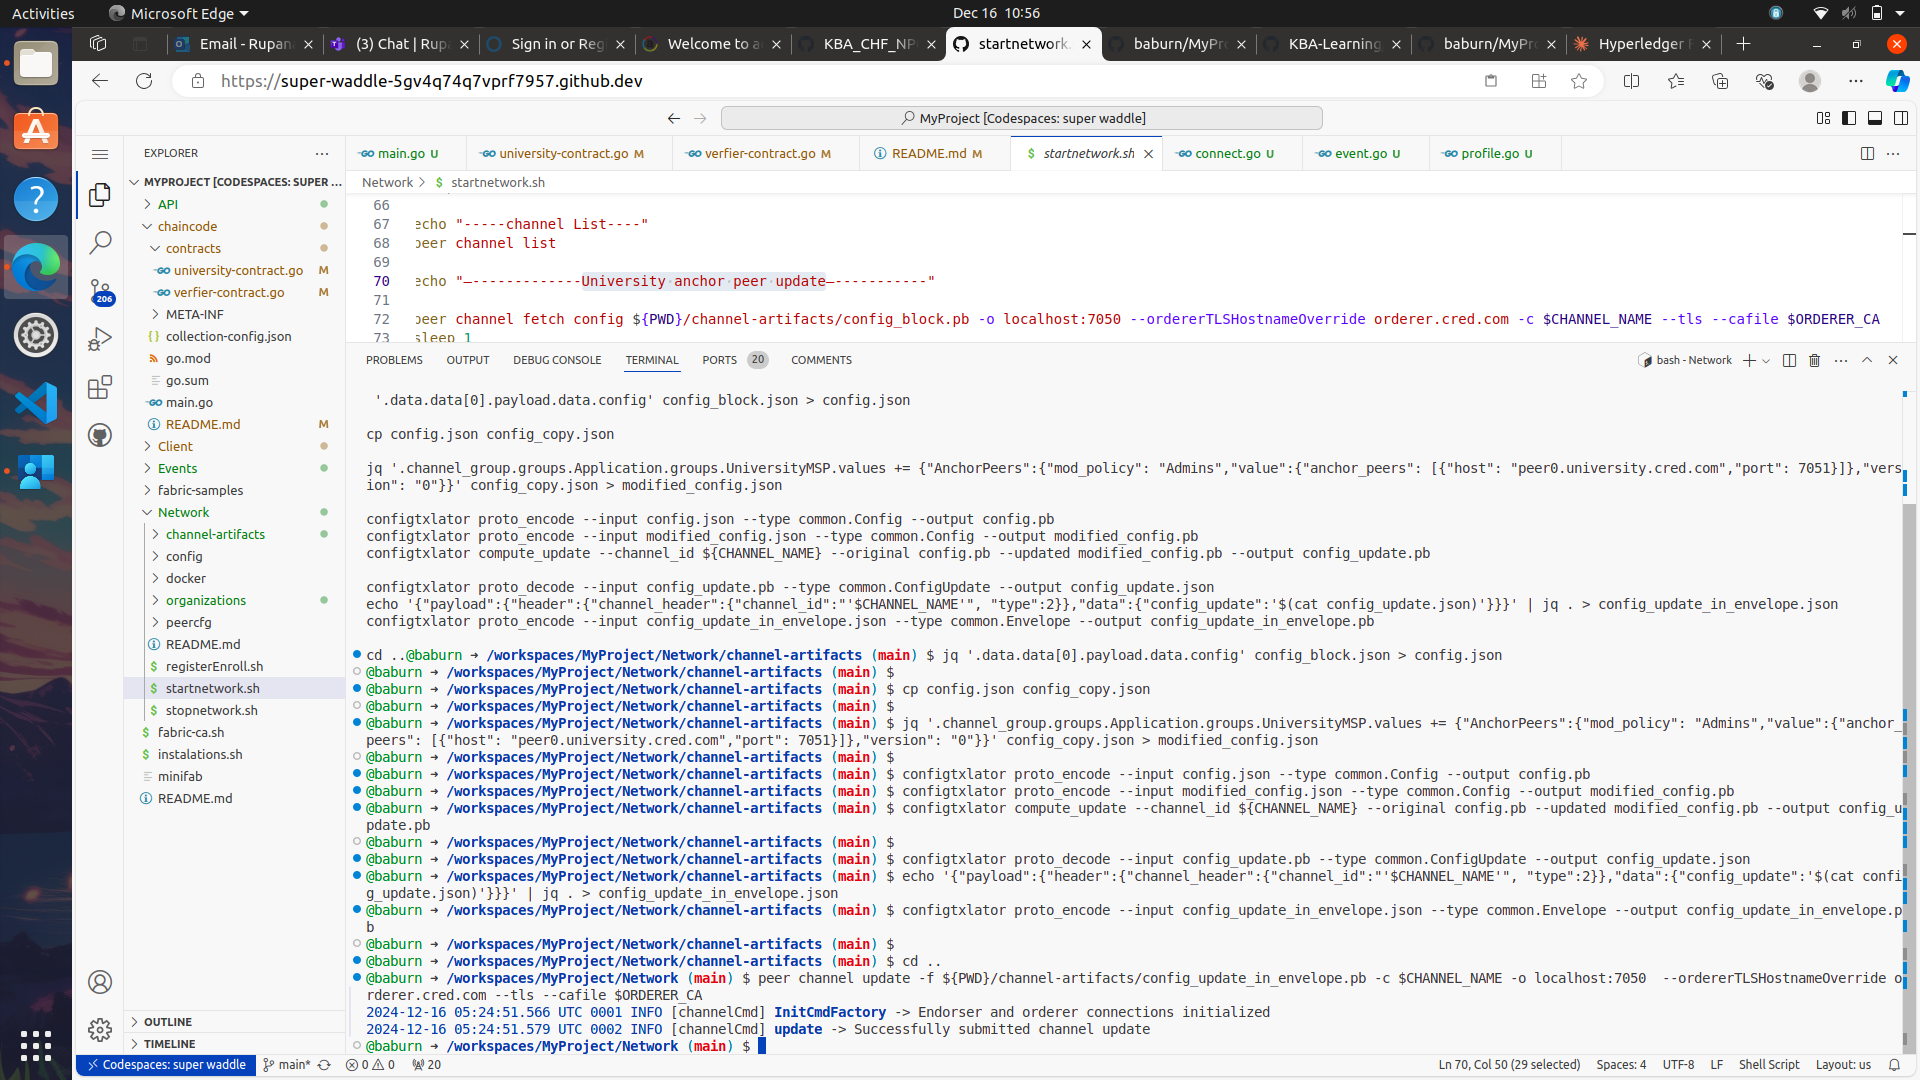 Activities
Microsoft Edge
Dec 16 10:56
Email - Rupan
(3) Chat | Rupa
Sign in or Reg
Welcome to a
KBA_CHF_NP
startnetwork.
baburn/MyPr
KBA-Learning
baburn/MyPr
Hyperledger F
https://super-waddle-5gv4q74q7vprf7957.github.dev
MyProject [Codespaces: super waddle]
EXPLORER
MYPROJECT [CODESPACES: SUPER ...
API
chaincode
contracts
university-contract.go M
verfier-contract.go M
META-INF
collection-config.json
go.mod
go.sum
main.go
README.md M
Client
Events
fabric-samples
Network
channel-artifacts
config
docker
organizations
peercfg
README.md
registerEnroll.sh
startnetwork.sh
stopnetwork.sh
fabric-ca.sh
instalations.sh
minifab
README.md
OUTLINE
TIMELINE
206
main.go U
university-contract.go M
verfier-contract.go M
README.md M
startnetwork.sh
connect.go U
event.go U
profile.go U
Network > startnetwork.sh
66
67 echo "-----channel List----"
68 peer channel list
69
70 echo "—-------------University anchor peer update—-----------"
71
72 peer channel fetch config ${PWD}/channel-artifacts/config_block.pb -o localhost:7050 --ordererTLSHostnameOverride orderer.cred.com -c $CHANNEL_NAME --tls --cafile $ORDERER_CA
73 sleep 1
PROBLEMS OUTPUT DEBUG CONSOLE TERMINAL PORTS 20 COMMENTS
bash - Network
'.data.data[0].payload.data.config' config_block.json > config.json
cp config.json config_copy.json
jq '.channel_group.groups.Application.groups.UniversityMSP.values += {"AnchorPeers":{"mod_policy": "Admins","value":{"anchor_peers": [{"host": "peer0.university.cred.com","port": 7051}]},"vers
ion": "0"}}' config_copy.json > modified_config.json
configtxlator proto_encode --input config.json --type common.Config --output config.pb
configtxlator proto_encode --input modified_config.json --type common.Config --output modified_config.pb
configtxlator compute_update --channel_id ${CHANNEL_NAME} --original config.pb --updated modified_config.pb --output config_update.pb
configtxlator proto_decode --input config_update.pb --type common.ConfigUpdate --output config_update.json
echo '{"payload":{"header":{"channel_header":{"channel_id":"'$CHANNEL_NAME'", "type":2}},"data":{"config_update":'$(cat config_update.json)'}}}' | jq . > config_update_in_envelope.json
configtxlator proto_encode --input config_update_in_envelope.json --type common.Envelope --output config_update_in_envelope.pb
cd ..@baburn ➜ /workspaces/MyProject/Network/channel-artifacts (main) $ jq '.data.data[0].payload.data.config' config_block.json > config.json
@baburn ➜ /workspaces/MyProject/Network/channel-artifacts (main) $
@baburn ➜ /workspaces/MyProject/Network/channel-artifacts (main) $ cp config.json config_copy.json
@baburn ➜ /workspaces/MyProject/Network/channel-artifacts (main) $
@baburn ➜ /workspaces/MyProject/Network/channel-artifacts (main) $ jq '.channel_group.groups.Application.groups.UniversityMSP.values += {"AnchorPeers":{"mod_policy": "Admins","value":{"anchor_
peers": [{"host": "peer0.university.cred.com","port": 7051}]},"version": "0"}}' config_copy.json > modified_config.json
@baburn ➜ /workspaces/MyProject/Network/channel-artifacts (main) $
@baburn ➜ /workspaces/MyProject/Network/channel-artifacts (main) $ configtxlator proto_encode --input config.json --type common.Config --output config.pb
@baburn ➜ /workspaces/MyProject/Network/channel-artifacts (main) $ configtxlator proto_encode --input modified_config.json --type common.Config --output modified_config.pb
@baburn ➜ /workspaces/MyProject/Network/channel-artifacts (main) $ configtxlator compute_update --channel_id ${CHANNEL_NAME} --original config.pb --updated modified_config.pb --output config_u
pdate.pb
@baburn ➜ /workspaces/MyProject/Network/channel-artifacts (main) $
@baburn ➜ /workspaces/MyProject/Network/channel-artifacts (main) $ configtxlator proto_decode --input config_update.pb --type common.ConfigUpdate --output config_update.json
@baburn ➜ /workspaces/MyProject/Network/channel-artifacts (main) $ echo '{"payload":{"header":{"channel_header":{"channel_id":"'$CHANNEL_NAME'", "type":2}},"data":{"config_update":'$(cat confi
g_update.json)'}}}' | jq . > config_update_in_envelope.json
@baburn ➜ /workspaces/MyProject/Network/channel-artifacts (main) $ configtxlator proto_encode --input config_update_in_envelope.json --type common.Envelope --output config_update_in_envelope.p
b
@baburn ➜ /workspaces/MyProject/Network/channel-artifacts (main) $
@baburn ➜ /workspaces/MyProject/Network/channel-artifacts (main) $ cd ..
@baburn ➜ /workspaces/MyProject/Network (main) $ peer channel update -f ${PWD}/channel-artifacts/config_update_in_envelope.pb -c $CHANNEL_NAME -o localhost:7050  --ordererTLSHostnameOverride o
rderer.cred.com --tls --cafile $ORDERER_CA
2024-12-16 05:24:51.566 UTC 0001 INFO [channelCmd] InitCmdFactory -> Endorser and orderer connections initialized
2024-12-16 05:24:51.579 UTC 0002 INFO [channelCmd] update -> Successfully submitted channel update
@baburn ➜ /workspaces/MyProject/Network (main) $
Codespaces: super waddle main* 0 0 20
Ln 70, Col 50 (29 selected) Spaces: 4 UTF-8 LF Shell Script Layout: us